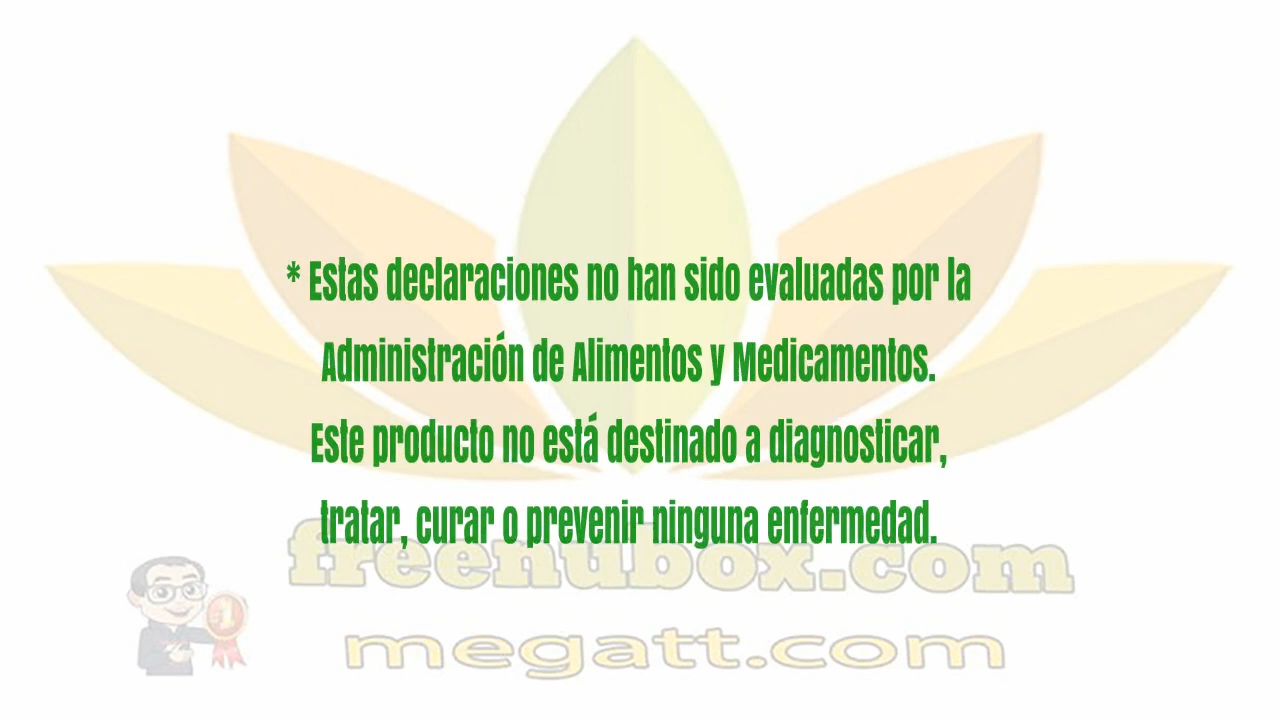 * Estas declaraciones no han sido evaluadas por la
Administración de Alimentos y Medicamentos.
Este producto no está destinado a diagnosticar,
tratar, curar o prevenir ninguna enfermedad.
freenubox.com
1
megatt.com